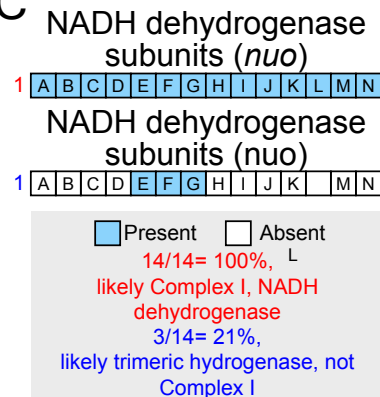 C
NADH dehydrogenase
subunits (nuo)
1 A B C D E F G H I J K L M N
NADH dehydrogenase
subunits (nuo)
1 A B C D E F G H I J K M N
Present Absent
14/14= 100%, L
likely Complex I, NADH
dehydrogenase
3/14= 21%,
likely trimeric hydrogenase, not
Complex I